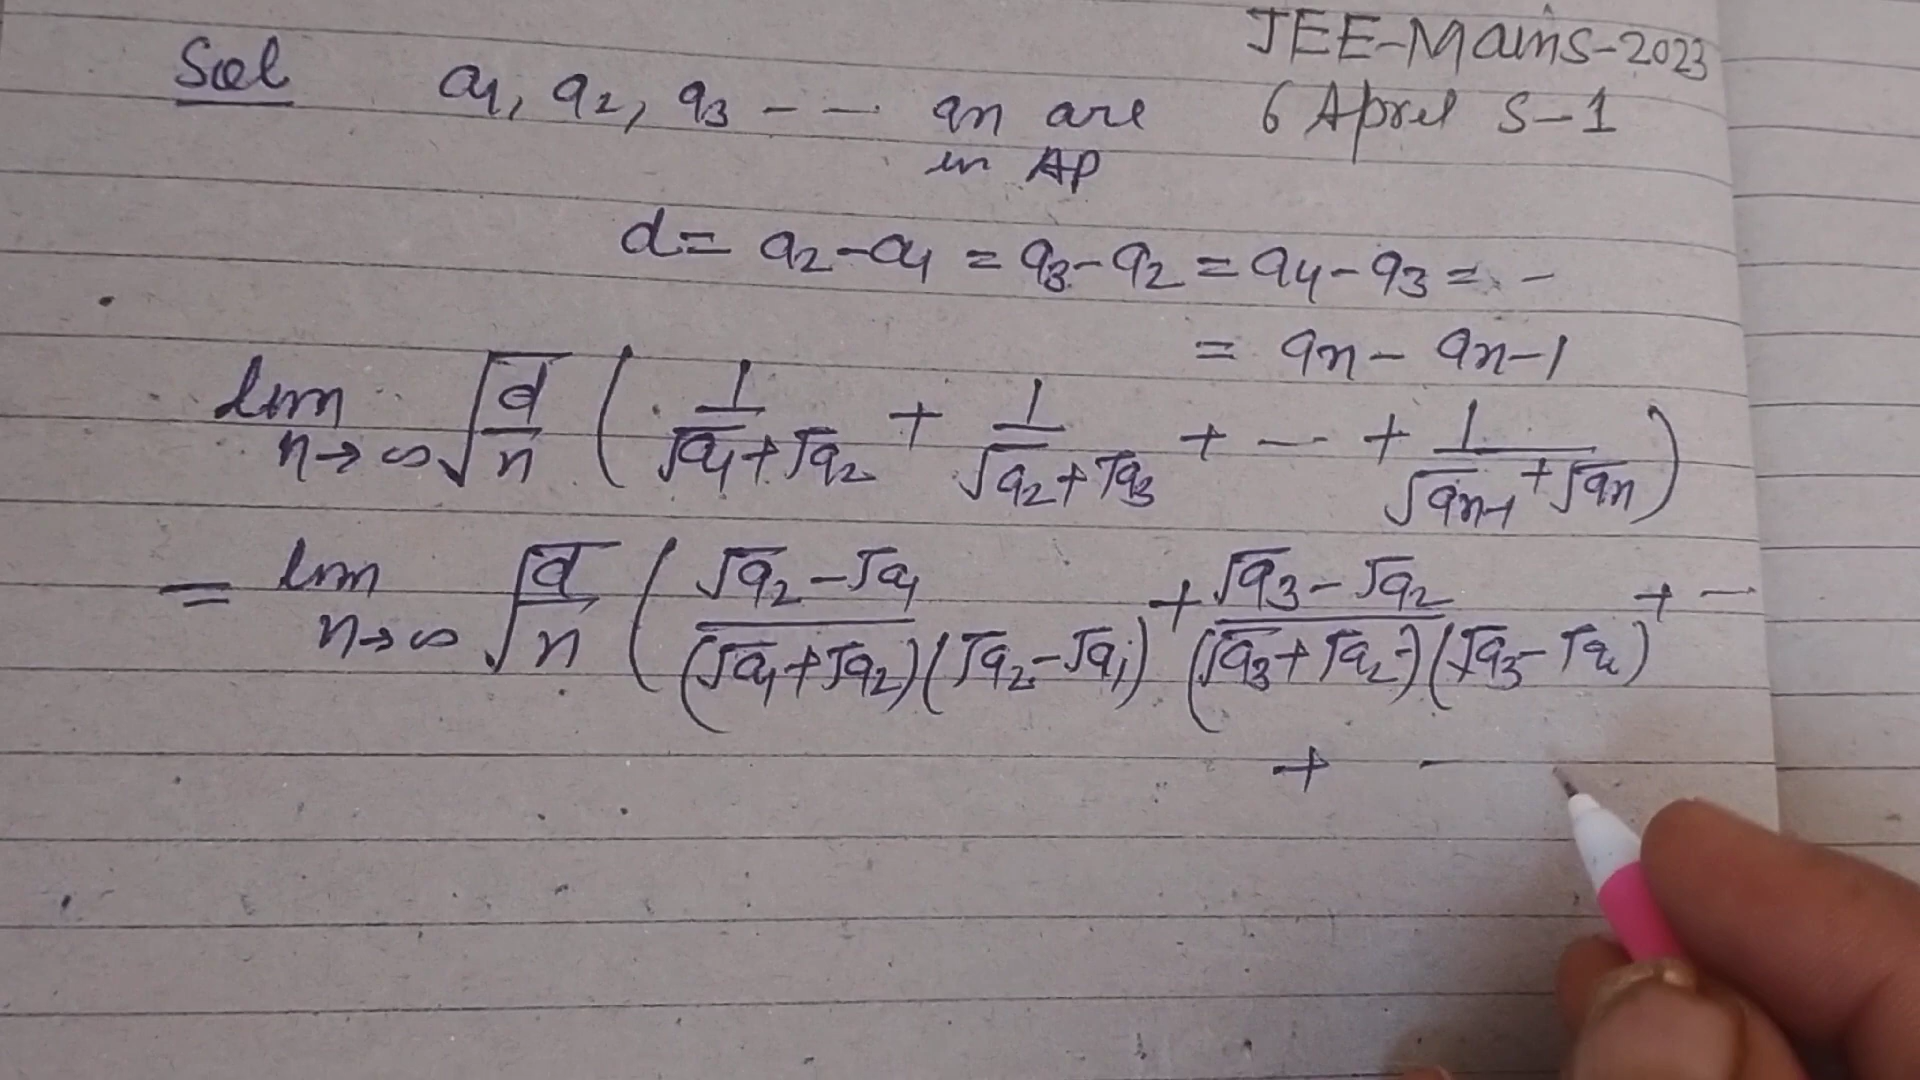 JEE-Mains-2023
6 Aprel S-1
Sol a1, a2, a3 - - an are
in AP
d = a2-a1 = a3-a2 = a4-a3 = - -
= an - an-1
lim n→∞ √(d/n) ( 1/(√a1+√a2) + 1/(√a2+√a3) + - - + 1/(√an-1 + √an) )
= lim n→∞ √(d/n) ( (√a2-√a1)/((√a1+√a2)(√a2-√a1)) + (√a3-√a2)/((√a3+√a2)(√a3-√a2)) + - -
+ -